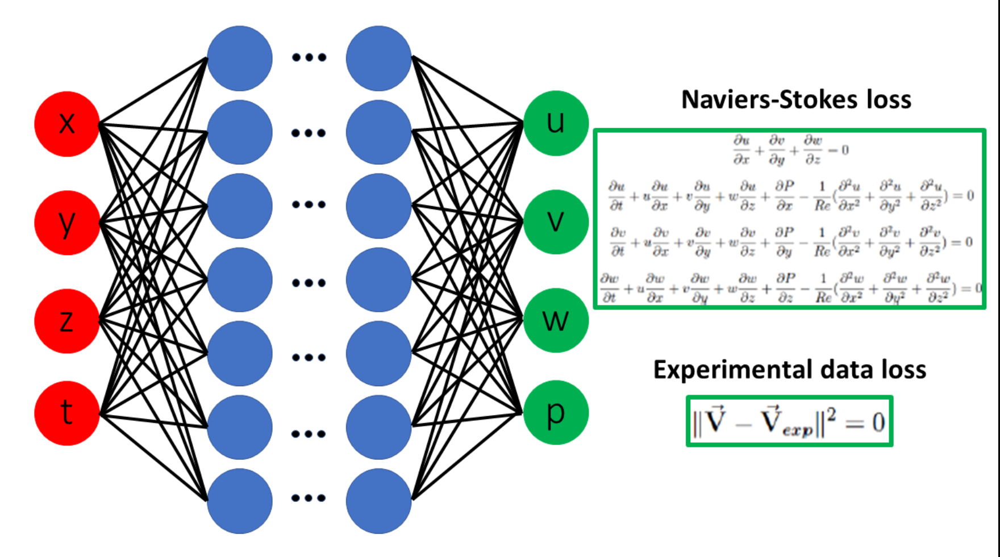 x
y
z
t
u
v
w
p
Naviers-Stokes loss
∂u/∂x + ∂v/∂y + ∂w/∂z − 0
∂u/∂t + u∂u/∂x + v∂u/∂y + w∂u/∂z + ∂P/∂x − 1/Re(∂²u/∂x² + ∂²u/∂y² + ∂²u/∂z²) = 0
∂v/∂t + u∂v/∂x + v∂v/∂y + w∂v/∂z + ∂P/∂y − 1/Re(∂²v/∂x² + ∂²v/∂y² + ∂²v/∂z²) = 0
∂w/∂t + u∂w/∂x + v∂w/∂y + w∂w/∂z + ∂P/∂z − 1/Re(∂²w/∂x² + ∂²w/∂y² + ∂²w/∂z²) = 0
Experimental data loss
‖V⃗ − V⃗exp‖² = 0